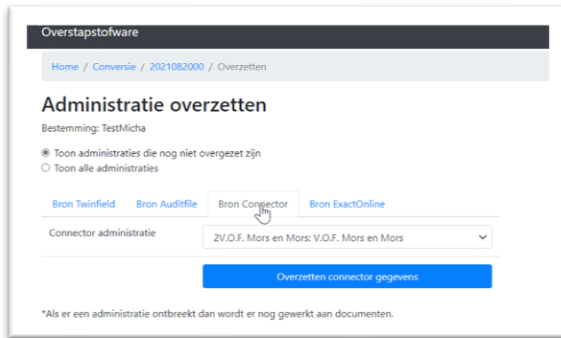 Overstapstofware
Home / Conversie / 2021082000 / Overzetten
Administratie overzetten
Bestemming: TestMicha
Toon administraties die nog niet overgezet zijn
Toon alle administraties
Bron Twinfield Bron Auditfile Bron Connector Bron ExactOnline
Connector administratie 2V.O.F. Mors en Mors: V.O.F. Mors en Mors
Overzetten connector gegevens
*Als er een administratie ontbreekt dan wordt er nog gewerkt aan documenten.